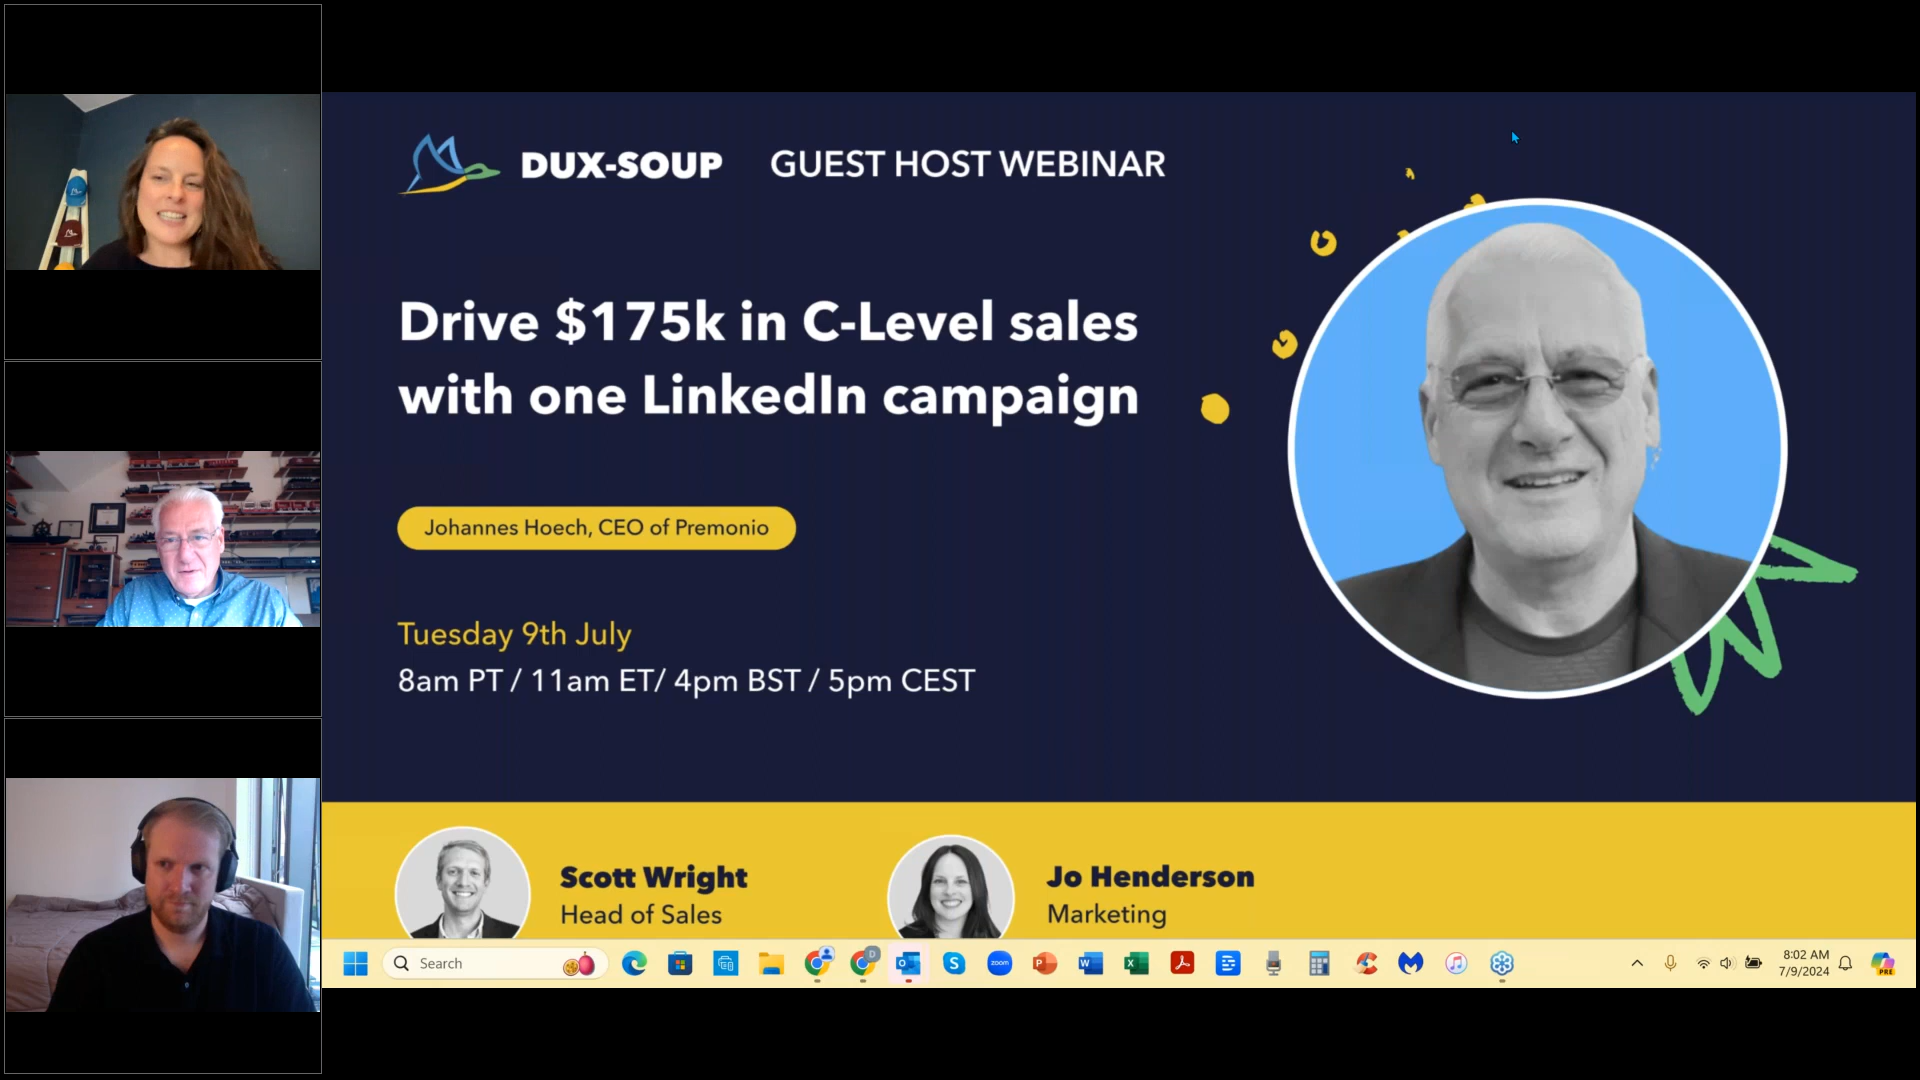 DUX-SOUP GUEST HOST WEBINAR
Drive $175k in C-Level sales
with one LinkedIn campaign
Johannes Hoech, CEO of Premonio
Tuesday 9th July
8am PT / 11am ET/ 4pm BST / 5pm CEST
Scott Wright
Head of Sales
Jo Henderson
Marketing
Search
D
zoom
8:02 AM
7/9/2024
PRE